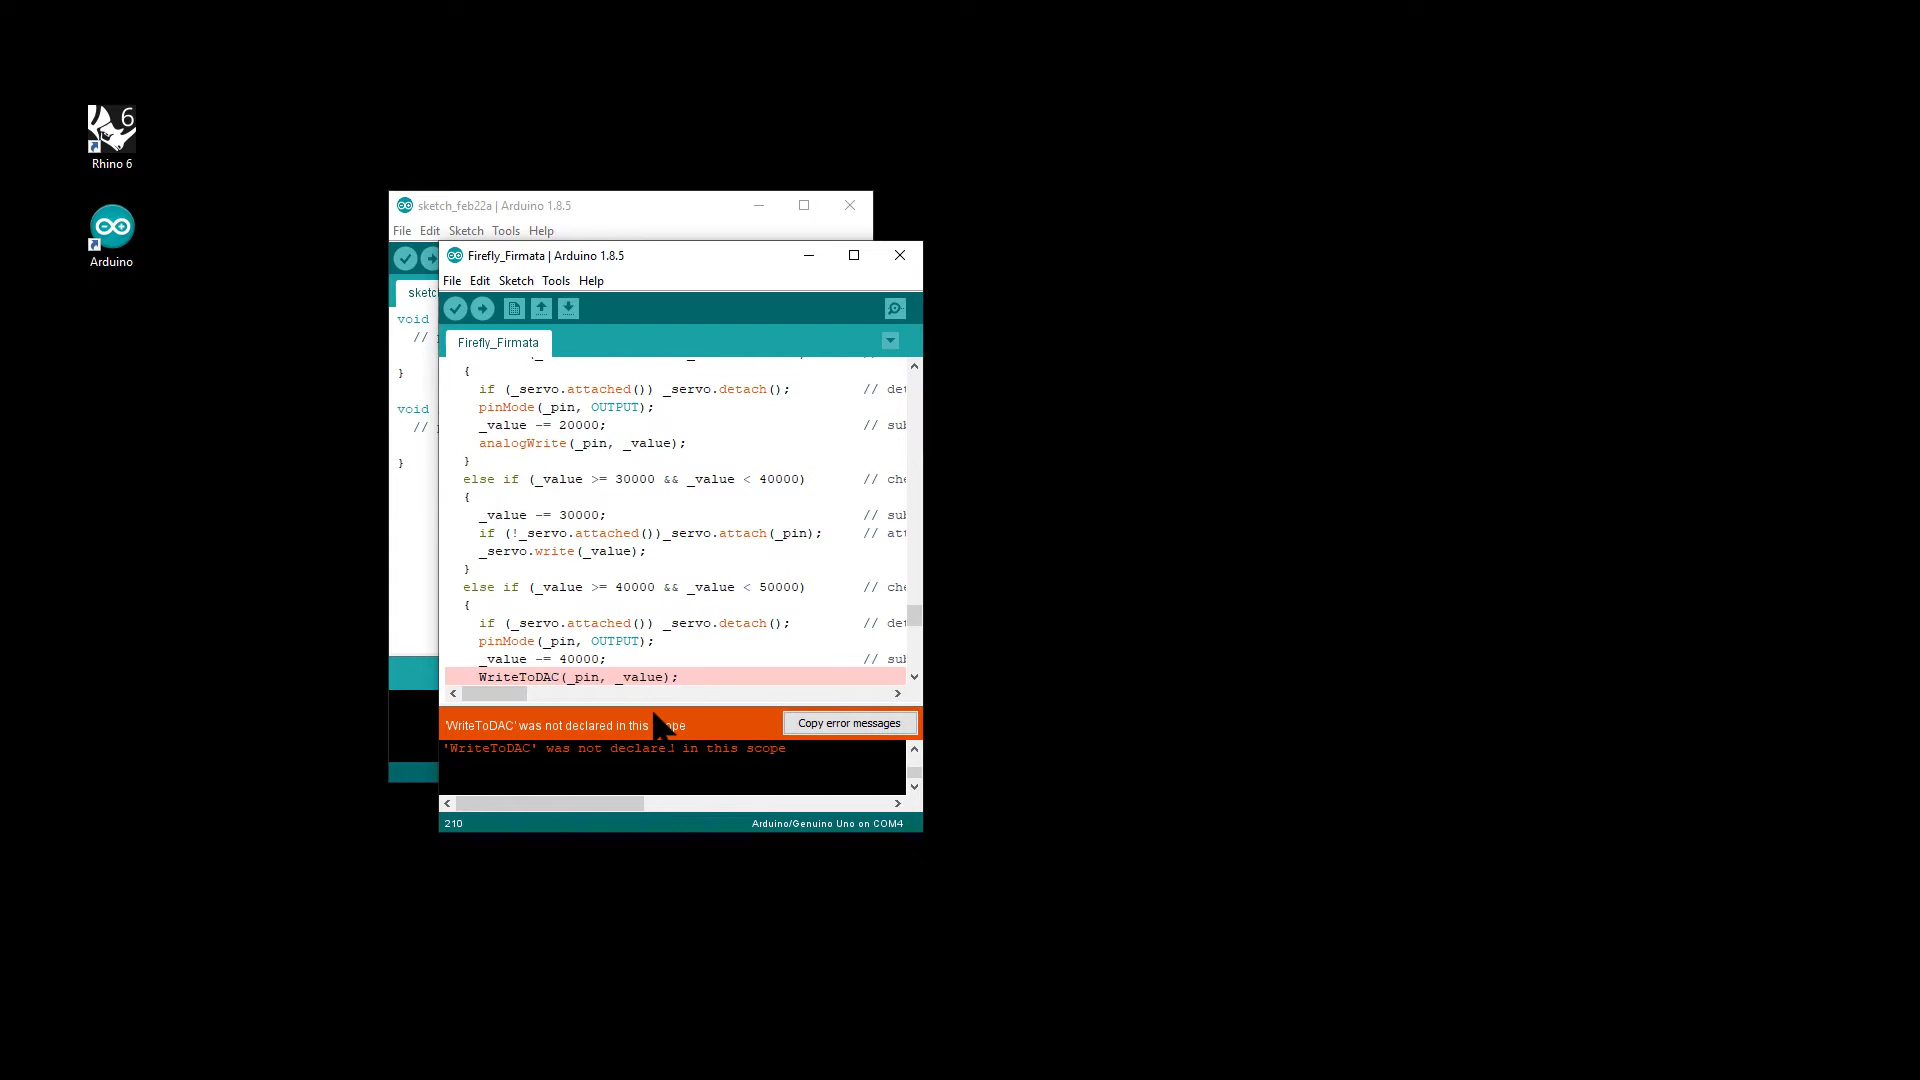 6
Rhino 6
Arduino
sketch_feb22a | Arduino 1.8.5
File Edit Sketch Tools Help
void
//
}
void
//
}
Firefly_Firmata | Arduino 1.8.5
File Edit Sketch Tools Help
Firefly_Firmata
{
if (_servo.attached()) _servo.detach(); //
pinMode(_pin, OUTPUT);
_value -= 20000; //
analogWrite(_pin, _value);
}
else if (_value >= 30000 && _value < 40000) //
{
_value -= 30000; //
if (!_servo.attached())_servo.attach(_pin); //
_servo.write(_value);
}
else if (_value >= 40000 && _value < 50000) //
{
if (_servo.attached()) _servo.detach(); //
pinMode(_pin, OUTPUT);
_value -= 40000; //
WriteToDAC(_pin, _value);
'WriteToDAC' was not declared in this
Copy error messages
'WriteToDAC' was not declared in this scope
210
Arduino/Genuino Uno on COM4